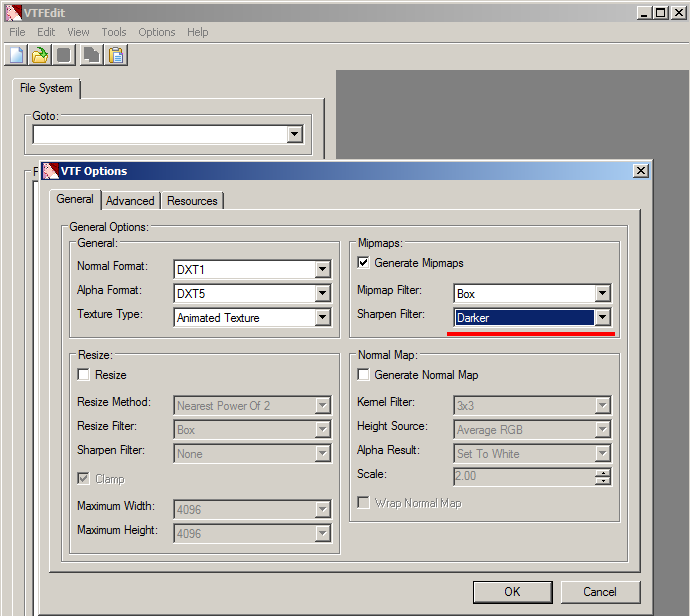 VTFEdit
File Edit View Tools Options Help
File System
Goto:
F
VTF Options
General Advanced Resources
General Options:
General:
Normal Format: DXT1
Alpha Format: DXT5
Texture Type: Animated Texture
Mipmaps:
Generate Mipmaps
Mipmap Filter: Box
Sharpen Filter: Darker
Resize:
Resize
Resize Method: Nearest Power Of 2
Resize Filter: Box
Sharpen Filter: None
Clamp
Maximum Width: 4096
Maximum Height: 4096
Normal Map:
Generate Normal Map
Kernel Filter: 3x3
Height Source: Average RGB
Alpha Result: Set To White
Scale: 2.00
Wrap Normal Map
OK Cancel